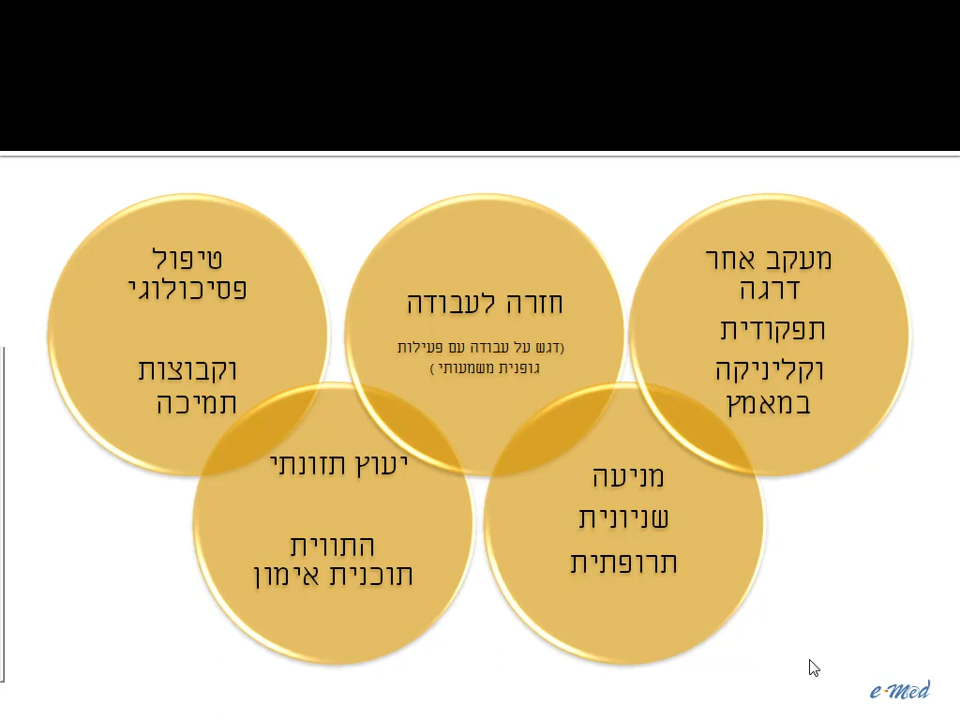 מעקב אחר
דרגה
תפקודית
וקליניקה
במאמץ
חזרה לעבודה
(דגש על עבודה עם פעילות
גופנית משמעותי)
טיפול
פסיכולוגי
וקבוצות
תמיכה
מניעה
שניונית
תרופתית
יעוץ תזונתי
התווית
תוכנית אימון
e-Med